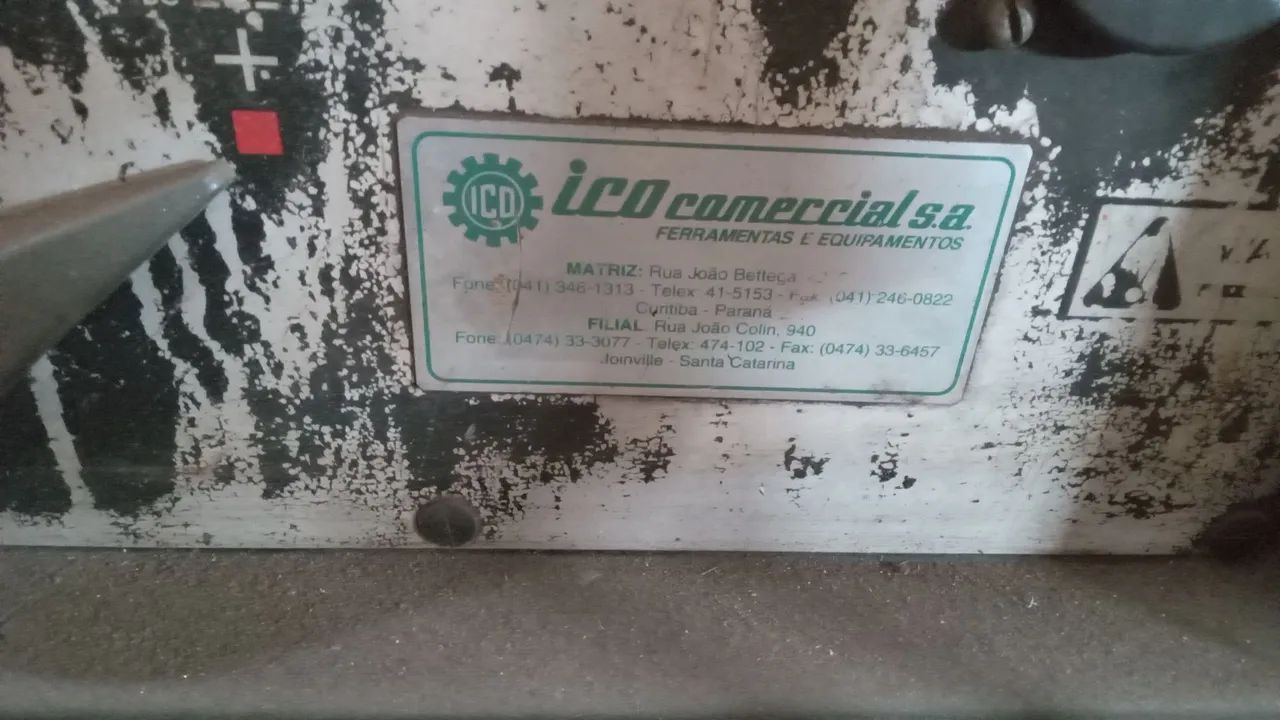 ICO
ico comercial s.a.
FERRAMENTAS E EQUIPAMENTOS
MATRIZ: Rua João Bettega
Fone: (041) 346-1313 - Telex 41-5153 - Fax: (041) 246-0822
Curitiba - Paraná
FILIAL Rua João Colin, 940
Fone: (0474) 33-3077 - Telex: 474-102 - Fax: (0474) 33-6457
Joinville - Santa Catarina